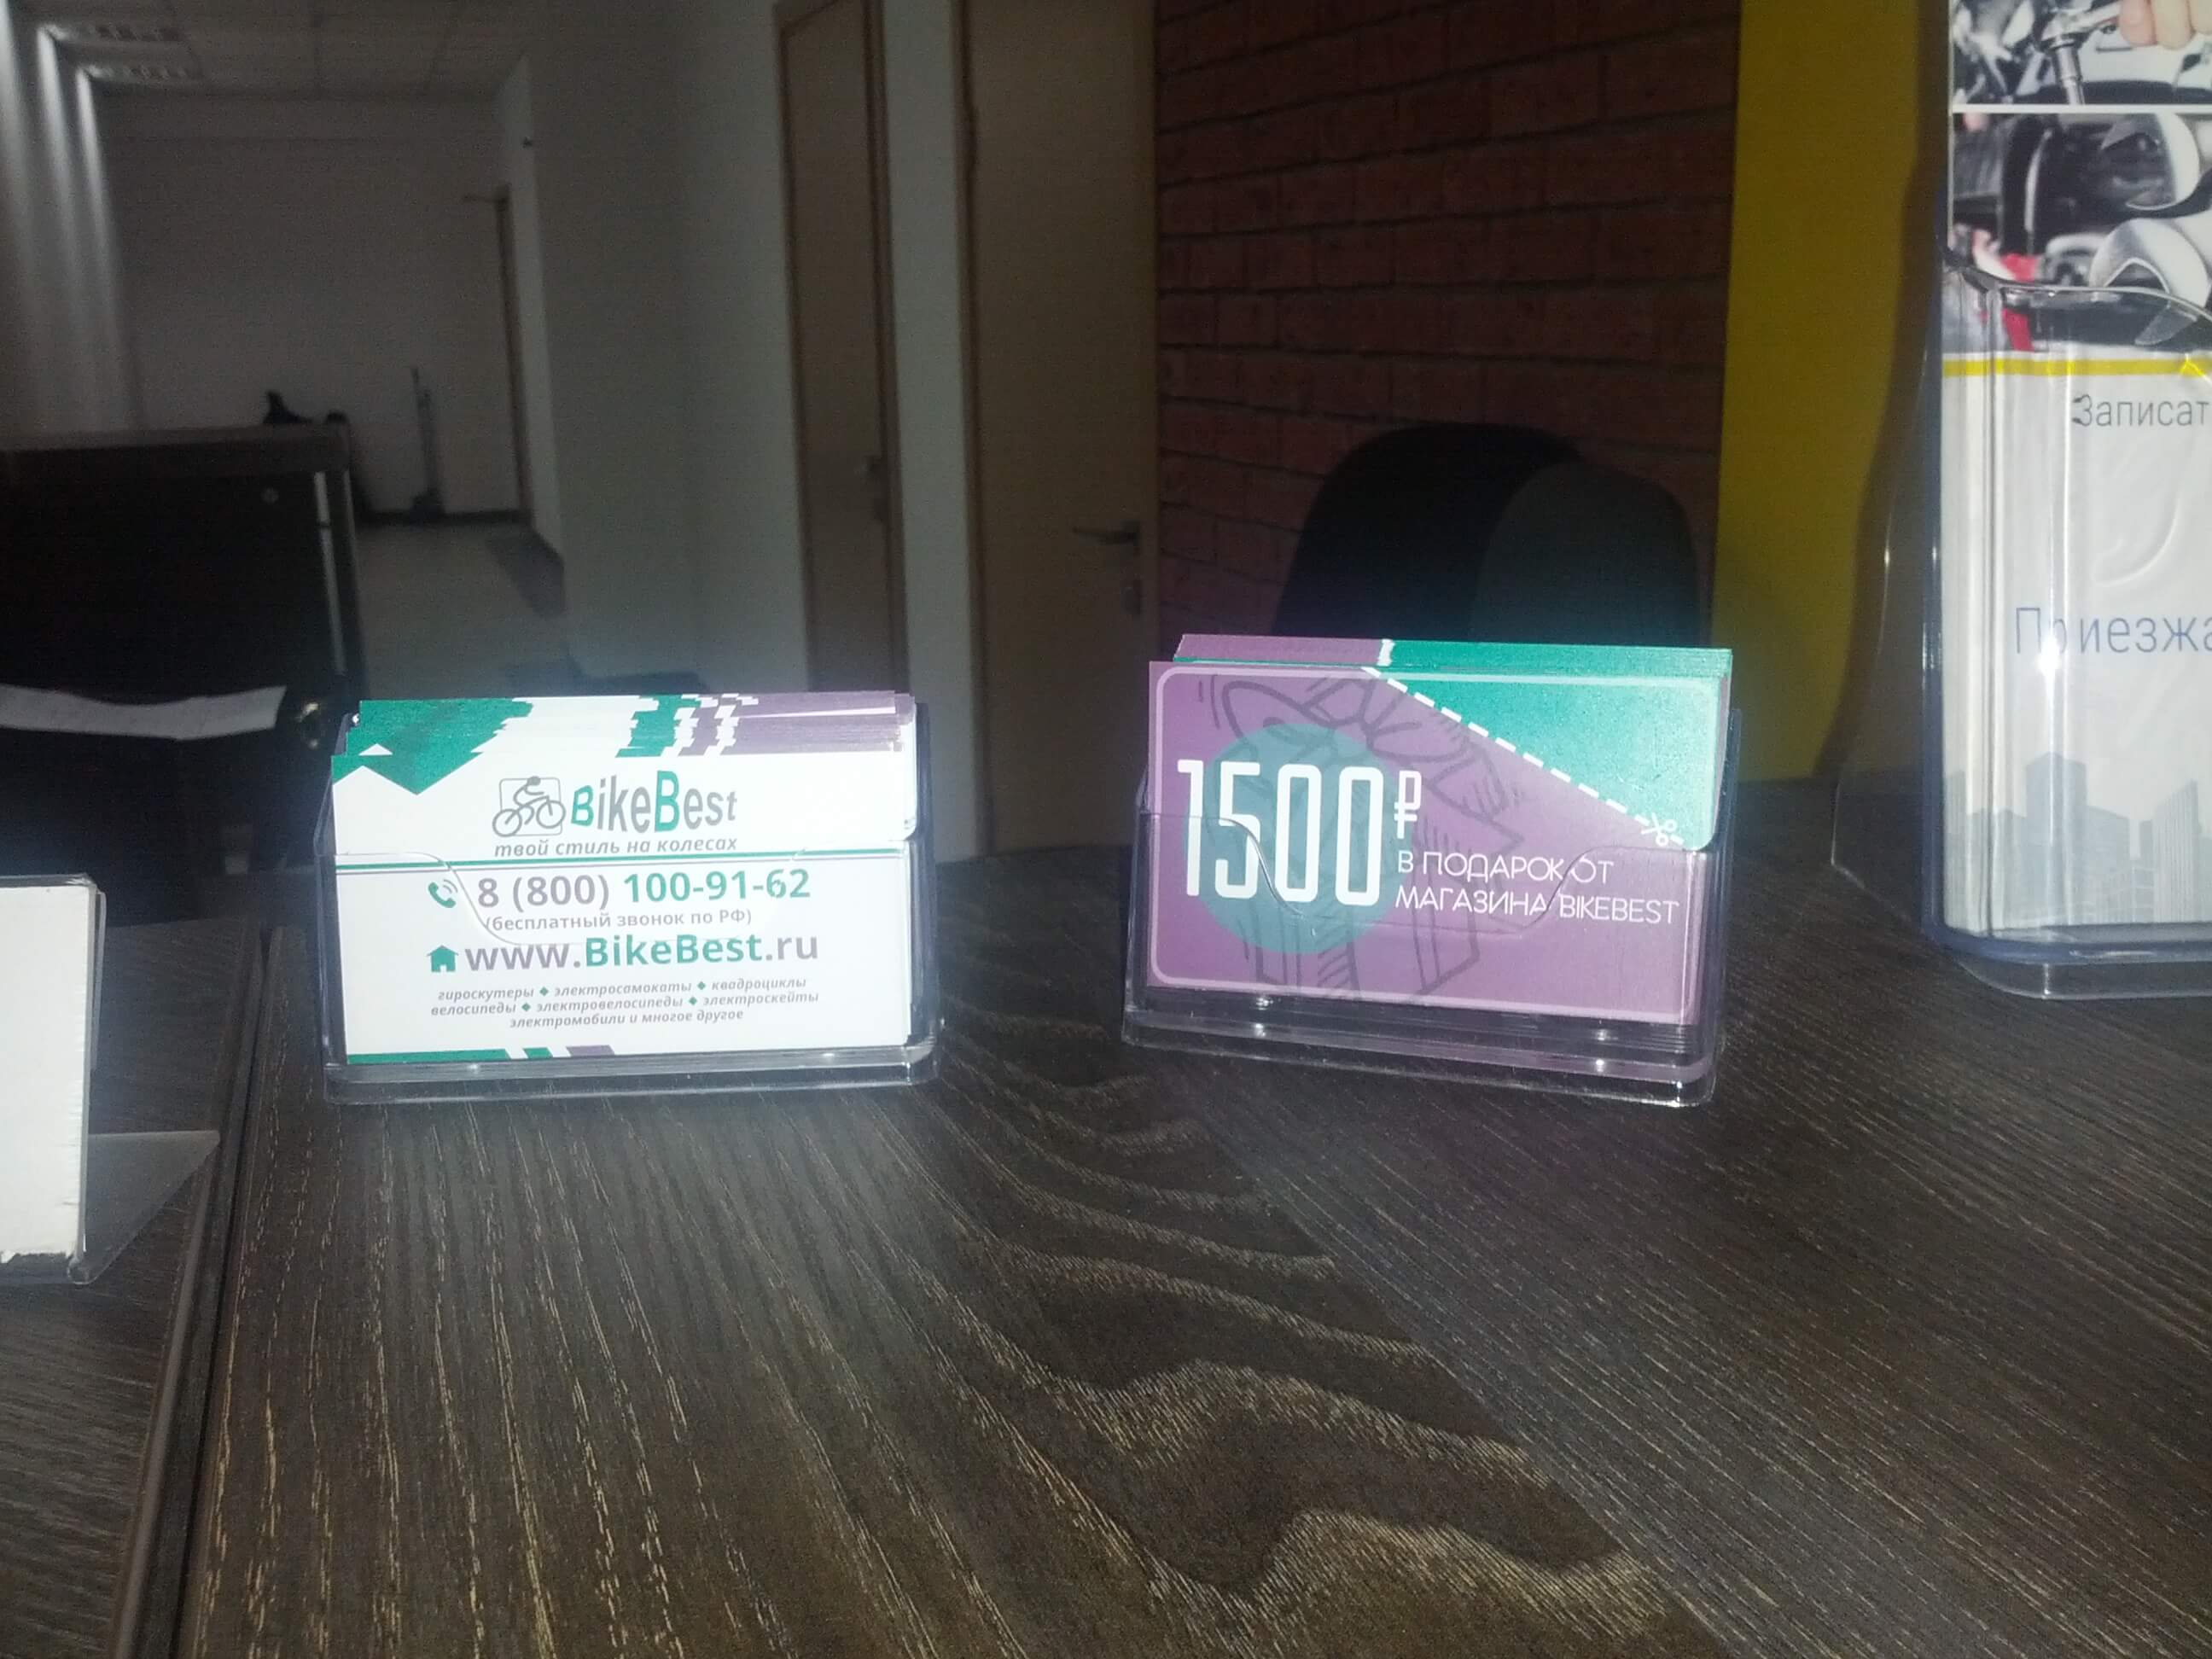 BikeBest
твой стиль на колесах
8 (800) 100-91-62
(бесплатный звонок по РФ)
www.BikeBest.ru
гироскутеры ◆ электросамокаты ◆ квадроциклы
велосипеды ◆ электровелосипеды ◆ электроскейты
электромобили и многое другое
1500₽
В ПОДАРОК ОТ
МАГАЗИНА BIKEBEST
Записат
Приезжа